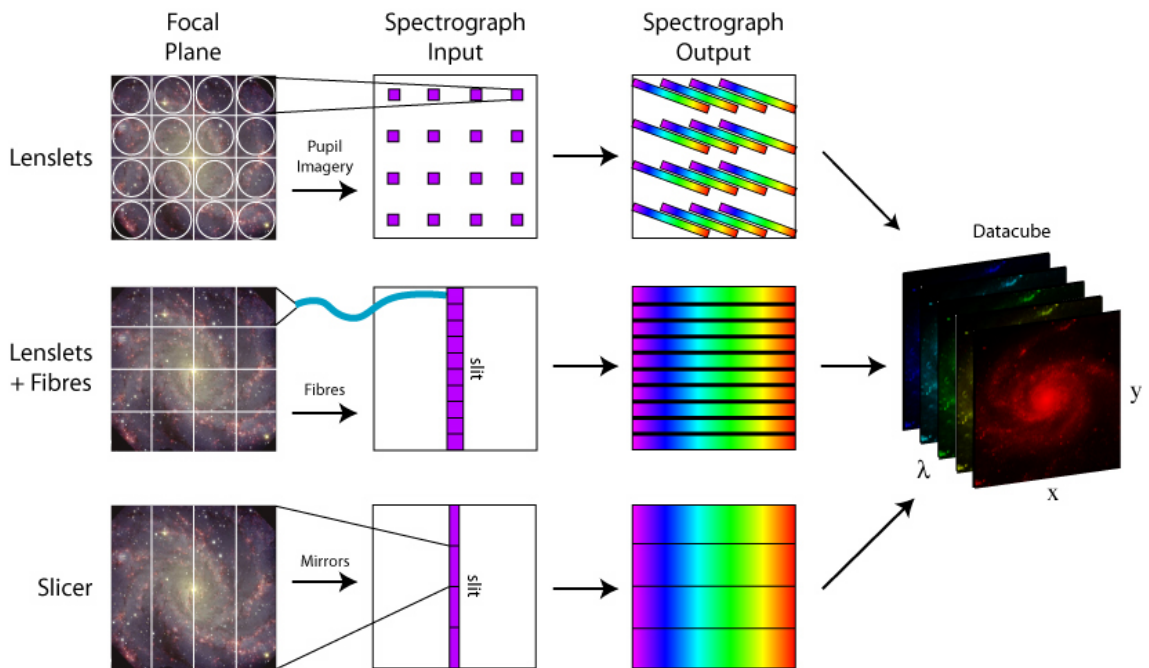 Focal
Plane
Spectrograph
Input
Spectrograph
Output
Lenslets
Pupil
Imagery
Datacube
Lenslets
+ Fibres
Fibres
slit
y
λ
x
Slicer
Mirrors
slit